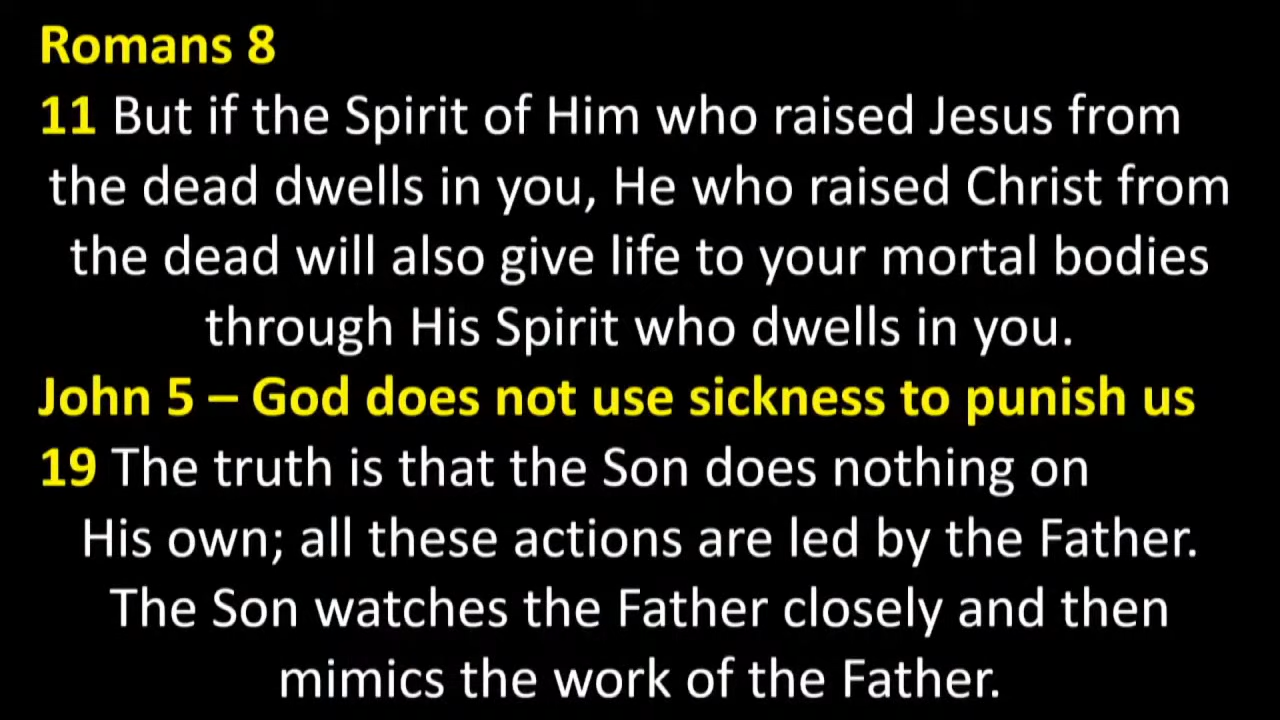 Romans 8
11 But if the Spirit of Him who raised Jesus from
the dead dwells in you, He who raised Christ from
the dead will also give life to your mortal bodies
through His Spirit who dwells in you.
John 5 – God does not use sickness to punish us
19 The truth is that the Son does nothing on
His own; all these actions are led by the Father.
The Son watches the Father closely and then
mimics the work of the Father.